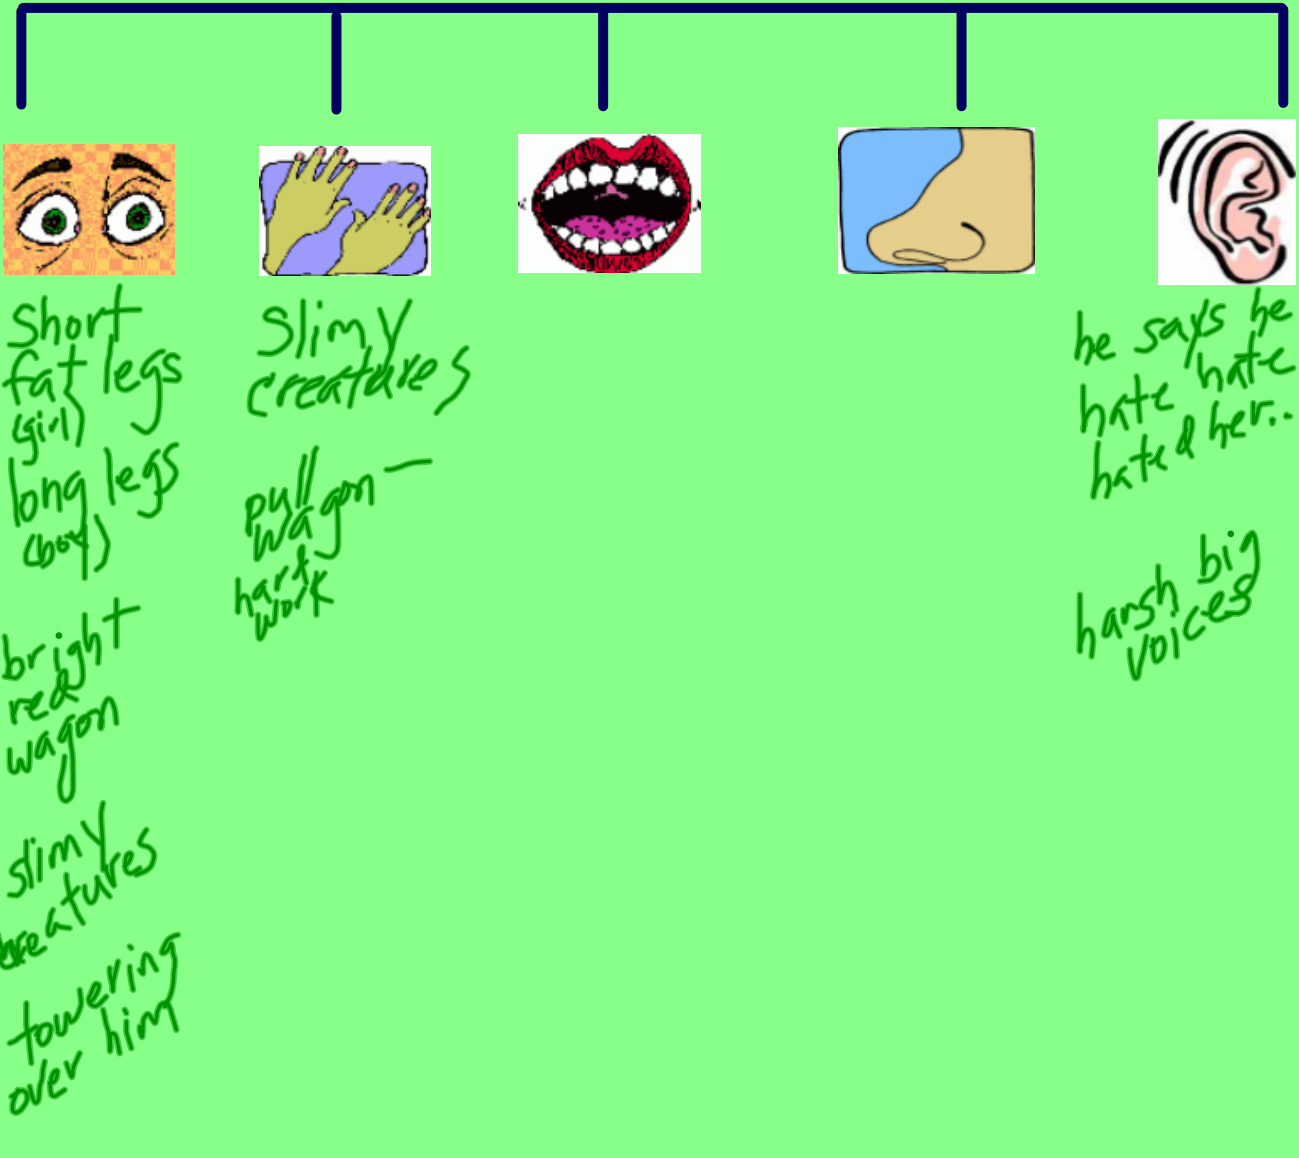 Short
fat legs
(girl)
long legs
(boy)
bright
red
wagon
slimy
creatures
towering
over him
Slimy
creatures
pull
wagon —
hard
work
he says he
hate hate
hated her..
harsh big
voices